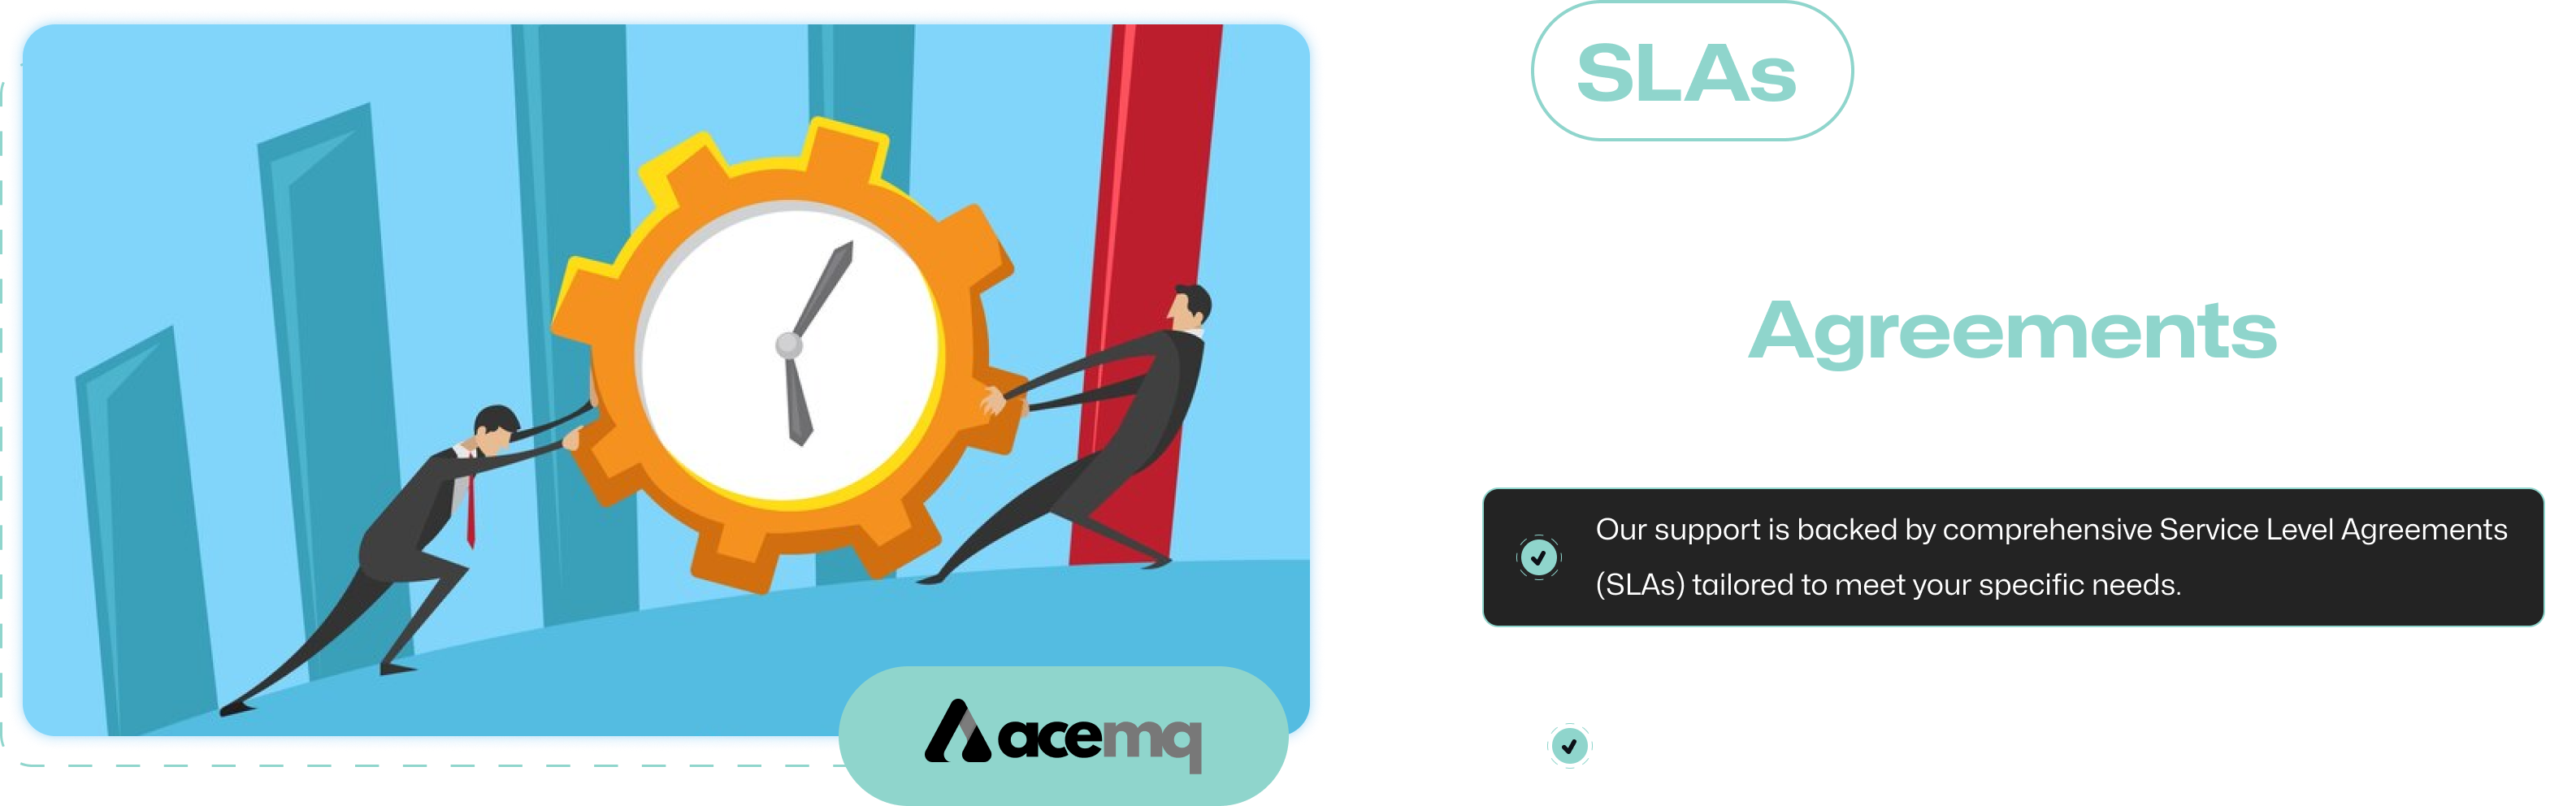 SLAs
Agreements
Our support is backed by comprehensive Service Level Agreements
(SLAs) tailored to meet your specific needs.
acemq